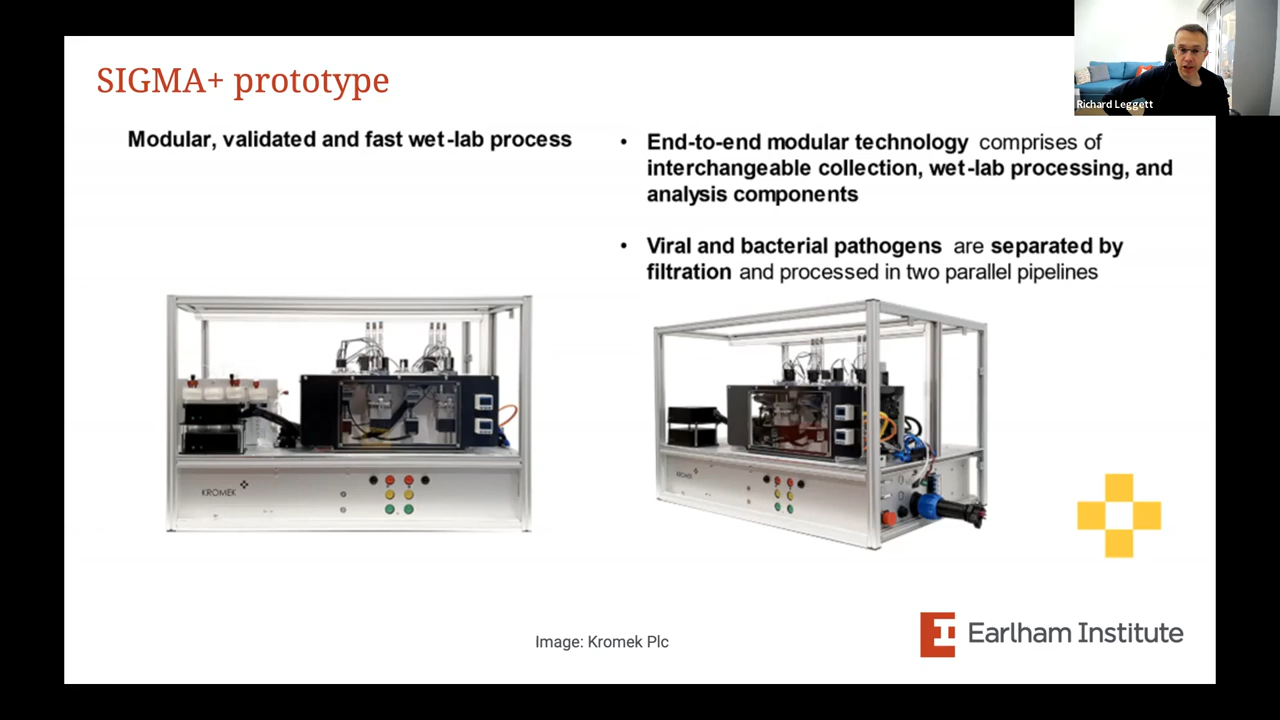 SIGMA+ prototype
Richard Leggett
Modular, validated and fast wet-lab process
• End-to-end modular technology comprises of
interchangeable collection, wet-lab processing, and
analysis components
• Viral and bacterial pathogens are separated by
filtration and processed in two parallel pipelines
KROMEK
KROMEK
Image: Kromek Plc
Earlham Institute